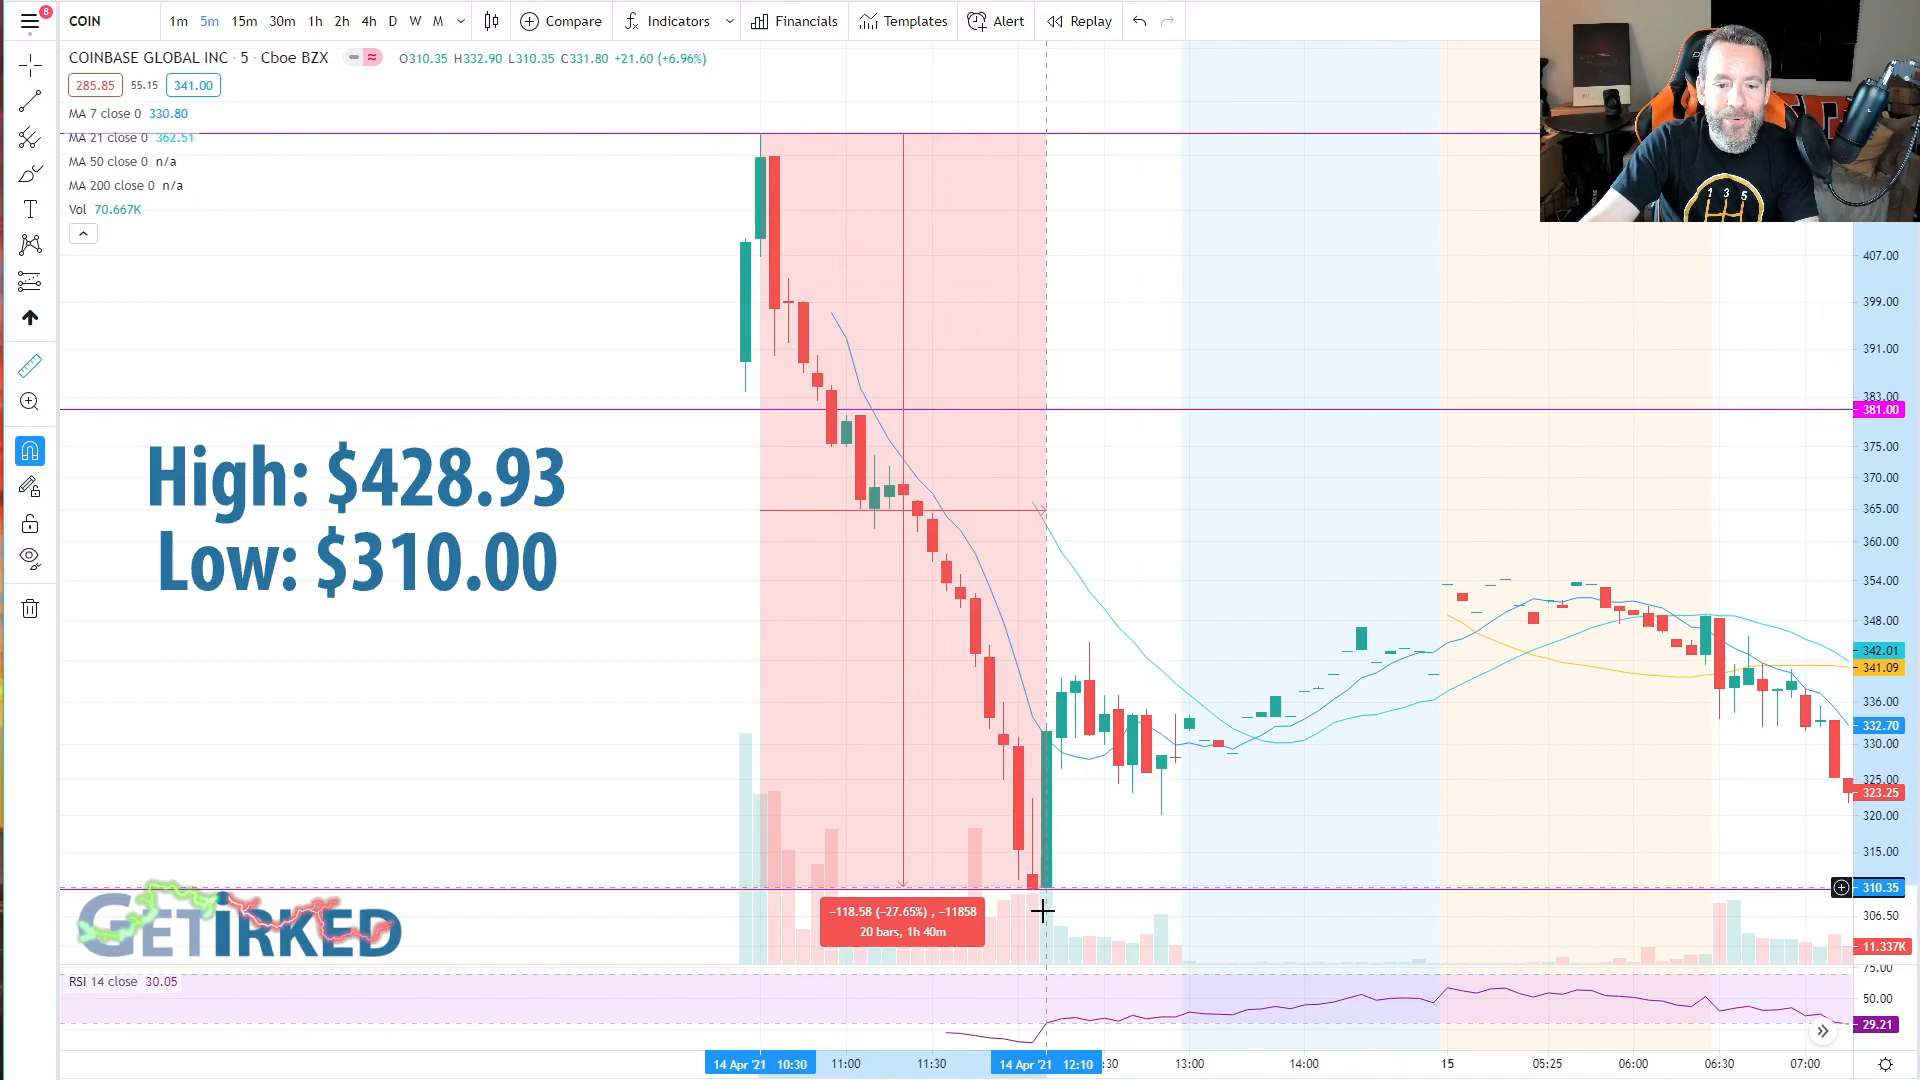 8
COIN
1m 5m 15m 30m 1h 2h 4h D W M
Compare
Indicators
Financials
Templates
Alert
Replay
COINBASE GLOBAL INC · 5 · Cboe BZX
O310.35 H332.90 L310.35 C331.80 +21.60 (+6.96%)
285.85 55.15 341.00
MA 7 close 0 330.80
MA 21 close 0 362.51
MA 50 close 0 n/a
MA 200 close 0 n/a
Vol 70.667K
1 3 5
407.00
399.00
391.00
383.00
381.00
375.00
370.00
365.00
360.00
354.00
348.00
342.01
341.09
336.00
332.70
330.00
325.00
323.25
320.00
315.00
310.35
306.50
11.337K
High: $428.93
Low: $310.00
−118.58 (−27.65%) , −11858
20 bars, 1h 40m
GETIRKED
RSI 14 close 30.05
75.00
50.00
29.21
14 Apr '21 10:30 11:00 11:30 14 Apr '21 12:10 :30 13:00 14:00 15 05:25 06:00 06:30 07:00